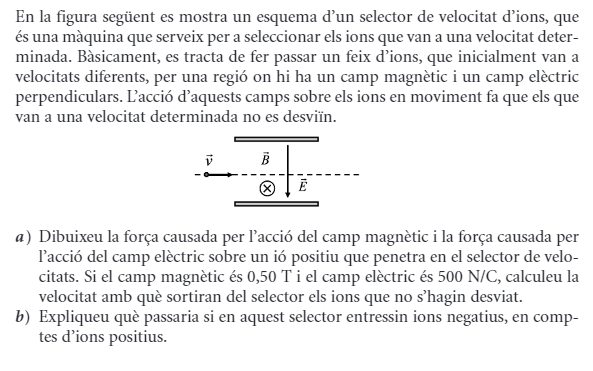 En la figura següent es mostra un esquema d'un selector de velocitat d'ions, que
és una màquina que serveix per a seleccionar els ions que van a una velocitat deter-
minada. Bàsicament, es tracta de fer passar un feix d'ions, que inicialment van a
velocitats diferents, per una regió on hi ha un camp magnètic i un camp elèctric
perpendiculars. L'acció d'aquests camps sobre els ions en moviment fa que els que
van a una velocitat determinada no es desviïn.
v⃗ B⃗
E⃗
a) Dibuixeu la força causada per l'acció del camp magnètic i la força causada per
l'acció del camp elèctric sobre un ió positiu que penetra en el selector de velo-
citats. Si el camp magnètic és 0,50 T i el camp elèctric és 500 N/C, calculeu la
velocitat amb què sortiran del selector els ions que no s'hagin desviat.
b) Expliqueu què passaria si en aquest selector entressin ions negatius, en comp-
tes d'ions positius.